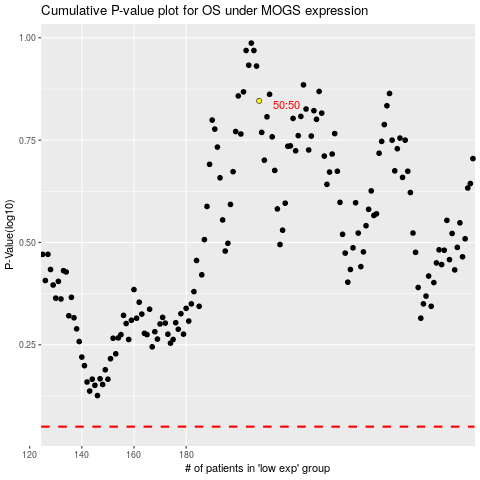 Cumulative P-value plot for OS under MOGS expression
1.00
50:50
0.75
P-Value(log10)
0.50
0.25
120 140 160 180
# of patients in 'low exp' group